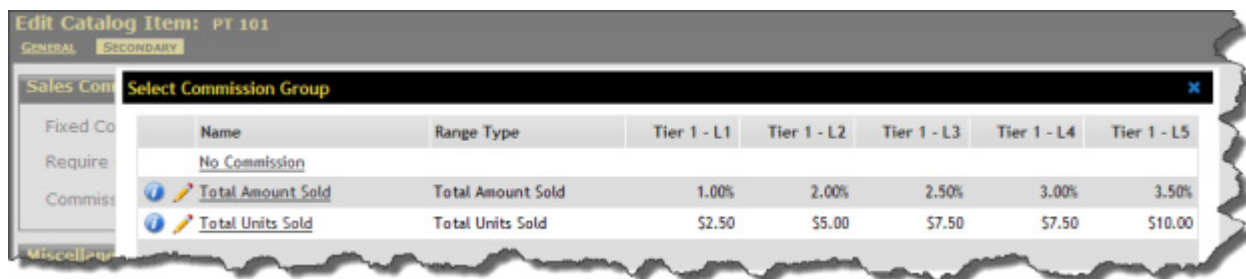 Edit Catalog Item: PT 101
GENERAL SECONDARY
Sales Com
Select Commission Group
Fixed Co
Name Range Type Tier 1 - L1 Tier 1 - L2 Tier 1 - L3 Tier 1 - L4 Tier 1 - L5
Require
No Commission
Commiss
Total Amount Sold Total Amount Sold 1.00% 2.00% 2.50% 3.00% 3.50%
Total Units Sold Total Units Sold $2.50 $5.00 $7.50 $7.50 $10.00
Miscellan